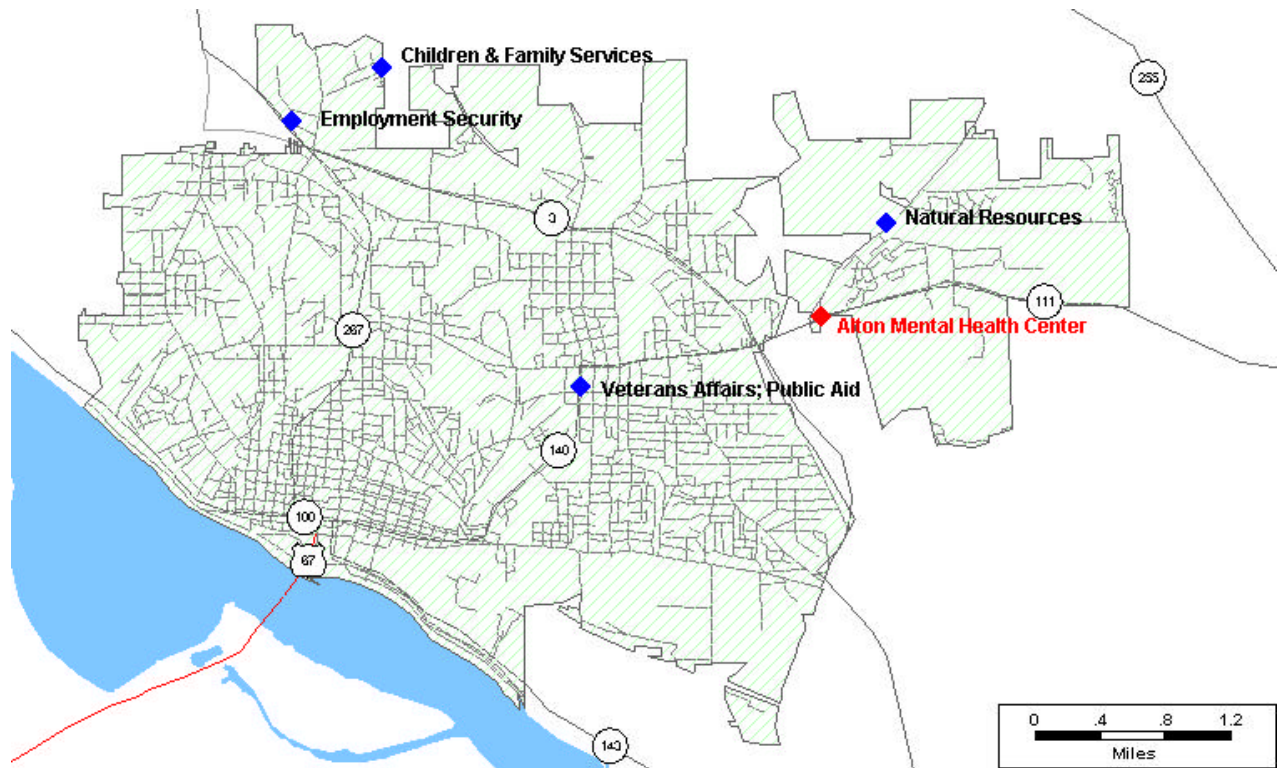 Children & Family Services
255
Employment Security
3
Natural Resources
111
Alton Mental Health Center
267
Veterans Affairs; Public Aid
140
100
67
143
0 .4 .8 1.2
Miles